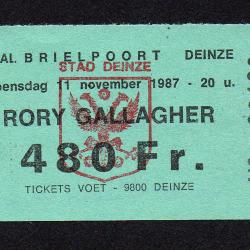 AL. BRIELPOORT DEINZE
STAD DEINZE
ensdag 11 november 1987 - 20 u.
RORY GALLAGHER
480 Fr.
TICKETS VOET - 9800 DEINZE